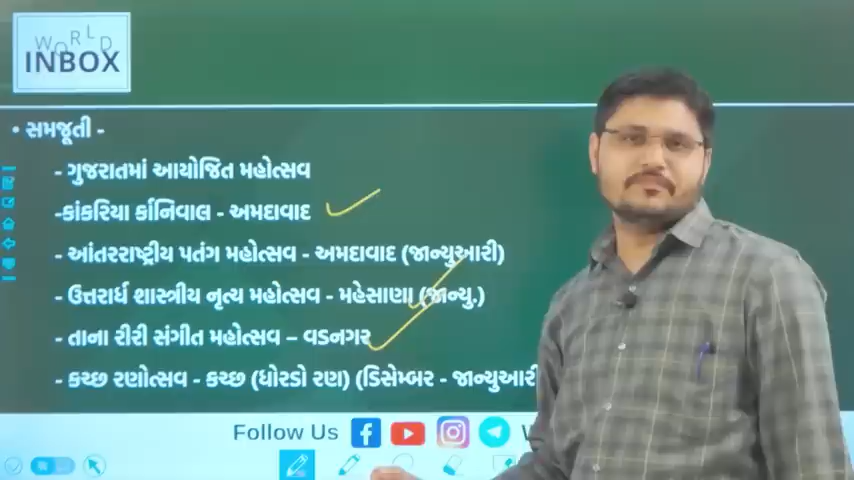 WORLD
INBOX
• સમજૂતી -
- ગુજરાતમાં આયોજિત મહોત્સવ
-કાંકરિયા કાર્નિવાલ - અમદાવાદ
- આંતરરાષ્ટ્રીય પતંગ મહોત્સવ - અમદાવાદ (જાન્યુઆરી)
- ઉત્તરાર્ધ શાસ્ત્રીય નૃત્ય મહોત્સવ - મહેસાણા (જાન્યુ.)
- તાના રીરી સંગીત મહોત્સવ – વડનગર
- કચ્છ રણોત્સવ - કચ્છ (ધોરડો રણ) (ડિસેમ્બર - જાન્યુઆરી
Follow Us